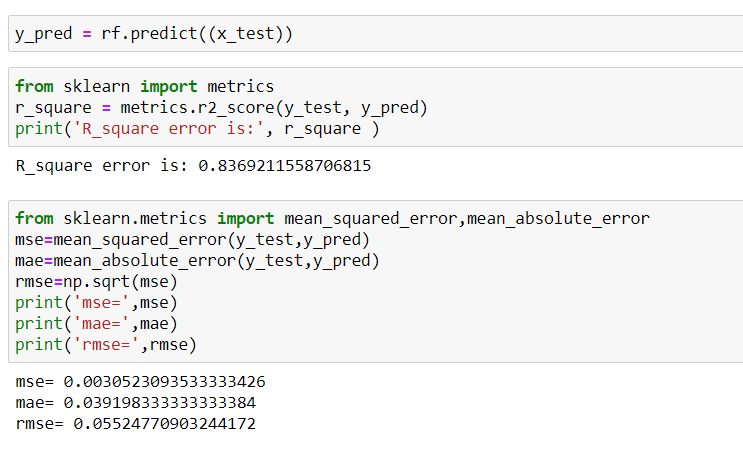 y_pred = rf.predict((x_test))
from sklearn import metrics
r_square = metrics.r2_score(y_test, y_pred)
print('R_square error is:', r_square )
R_square error is: 0.8369211558706815
from sklearn.metrics import mean_squared_error,mean_absolute_error
mse=mean_squared_error(y_test,y_pred)
mae=mean_absolute_error(y_test,y_pred)
rmse=np.sqrt(mse)
print('mse=',mse)
print('mae=',mae)
print('rmse=',rmse)
mse= 0.0030523093533333426
mae= 0.039198333333333384
rmse= 0.05524770903244172